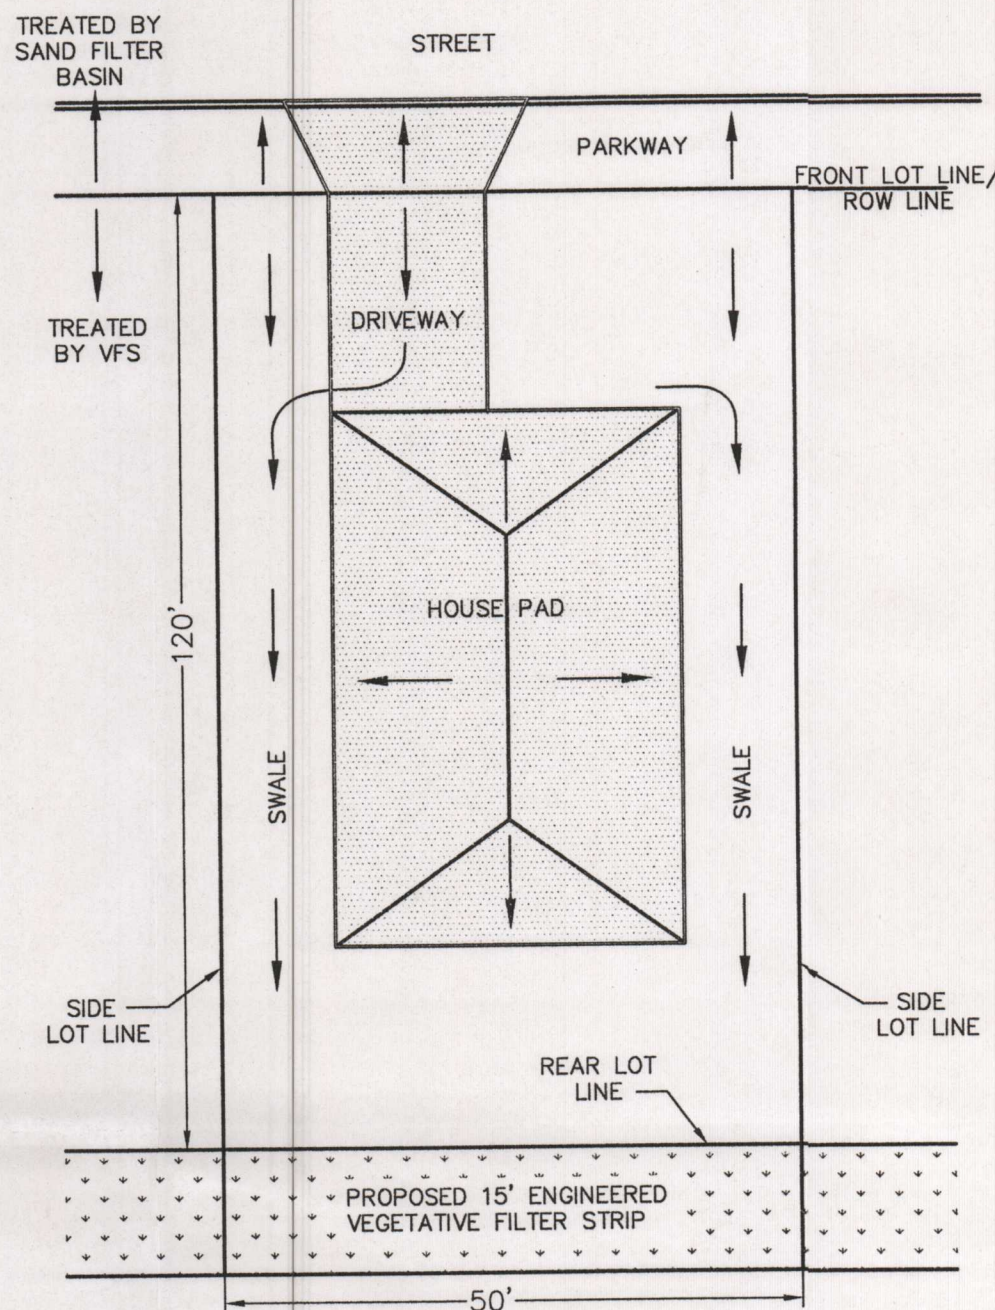 TREATED BY
SAND FILTER
BASIN
STREET
PARKWAY
FRONT LOT LINE/
ROW LINE
TREATED
BY VFS
DRIVEWAY
120'
HOUSE PAD
SWALE
SWALE
SIDE
LOT LINE
SIDE
LOT LINE
REAR LOT
LINE
PROPOSED 15' ENGINEERED
VEGETATIVE FILTER STRIP
50'